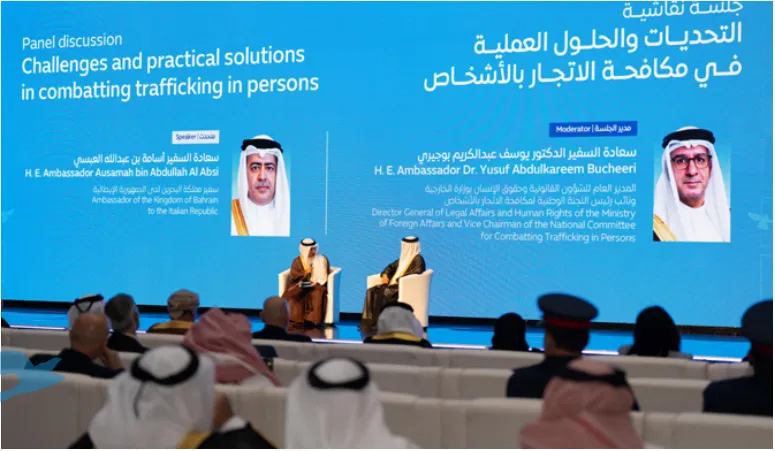 Panel discussion
Challenges and practical solutions
in combatting trafficking in persons
جلسة نقاشية
التحديات والحلول العملية
في مكافحة الاتجار بالأشخاص
Speaker | متحدث
سعادة السفير أسامة بن عبدالله العبسي
H. E. Ambassador Ausamah bin Abdullah Al Absi
سفير مملكة البحرين لدى الجمهورية الإيطالية
Ambassador of the Kingdom of Bahrain
to the Italian Republic
Moderator | مدير الجلسة
سعادة السفير الدكتور يوسف عبدالكريم بوجيري
H. E. Ambassador Dr. Yusuf Abdulkareem Bucheeri
المدير العام للشؤون القانونية وحقوق الإنسان بوزارة الخارجية
ونائب رئيس اللجنة الوطنية لمكافحة الاتجار بالأشخاص
Director General of Legal Affairs and Human Rights of the Ministry
of Foreign Affairs and Vice Chairman of the National Committee
for Combatting Trafficking in Persons